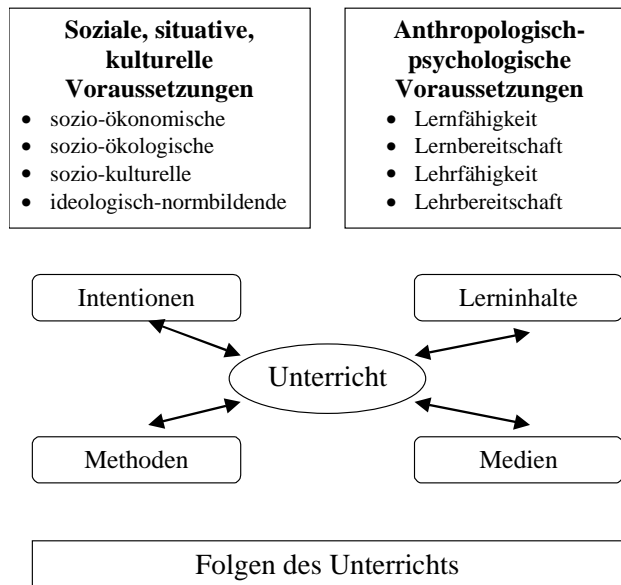 Soziale, situative,
kulturelle
Voraussetzungen
• sozio-ökonomische
• sozio-ökologische
• sozio-kulturelle
• ideologisch-normbildende
Anthropologisch-
psychologische
Voraussetzungen
• Lernfähigkeit
• Lernbereitschaft
• Lehrfähigkeit
• Lehrbereitschaft
Intentionen
Lerninhalte
Unterricht
Methoden
Medien
Folgen des Unterrichts